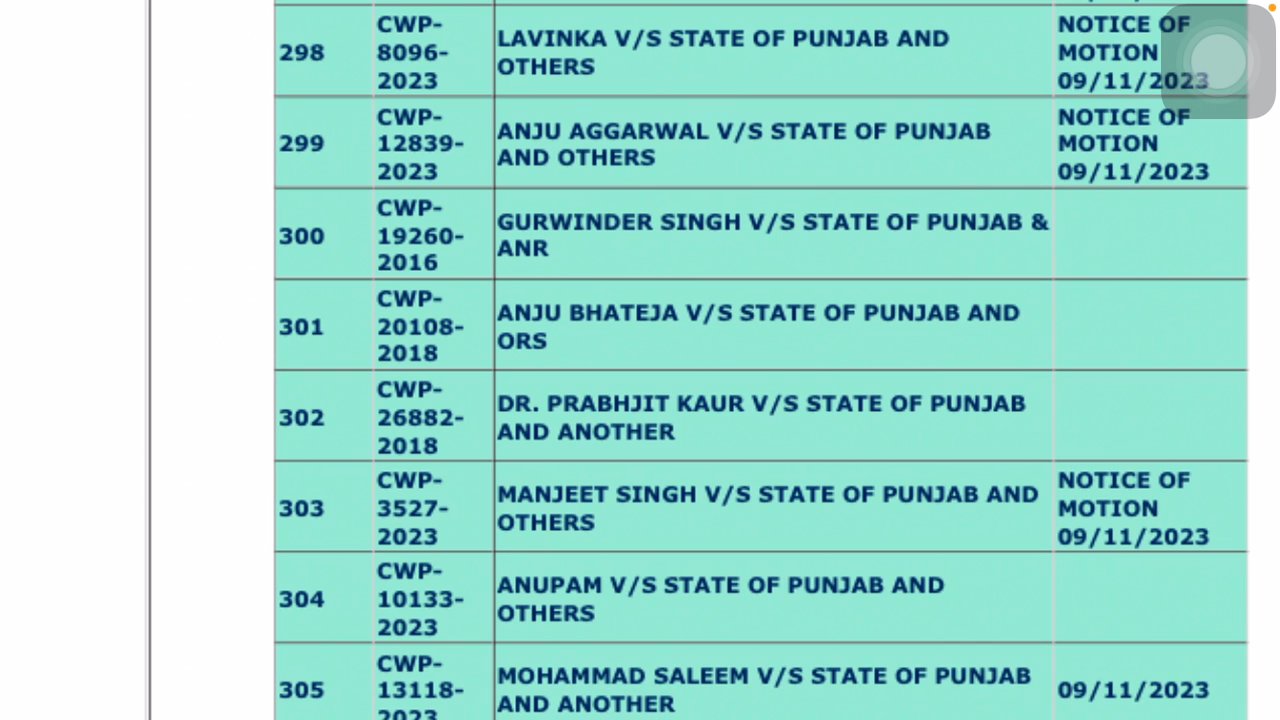 298
CWP-
8096-
2023
LAVINKA V/S STATE OF PUNJAB AND
OTHERS
NOTICE OF
MOTION
09/11/2023
299
CWP-
12839-
2023
ANJU AGGARWAL V/S STATE OF PUNJAB
AND OTHERS
NOTICE OF
MOTION
09/11/2023
300
CWP-
19260-
2016
GURWINDER SINGH V/S STATE OF PUNJAB &
ANR
301
CWP-
20108-
2018
ANJU BHATEJA V/S STATE OF PUNJAB AND
ORS
302
CWP-
26882-
2018
DR. PRABHJIT KAUR V/S STATE OF PUNJAB
AND ANOTHER
303
CWP-
3527-
2023
MANJEET SINGH V/S STATE OF PUNJAB AND
OTHERS
NOTICE OF
MOTION
09/11/2023
304
CWP-
10133-
2023
ANUPAM V/S STATE OF PUNJAB AND
OTHERS
305
CWP-
13118-
2023
MOHAMMAD SALEEM V/S STATE OF PUNJAB
AND ANOTHER
09/11/2023